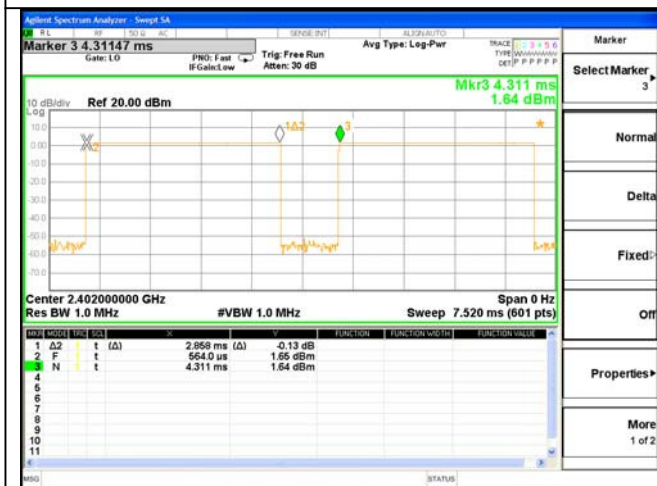 Agilent Spectrum Analyzer - Swept SA
RL RF 50 Ω AC SENSE:INT ALIGN AUTO
Marker 3 4.31147 ms
Gate: LO
PNO: Fast
IFGain:Low
Trig: Free Run
Atten: 30 dB
Avg Type: Log-Pwr
TRACE 1 2 3 4 5 6
TYPE
DET P P P P P P
Mkr3 4.311 ms
1.64 dBm
10 dB/div Ref 20.00 dBm
Log
10.0
0.00
-10.0
-20.0
-30.0
-40.0
-50.0
-60.0
-70.0
2
1Δ2
3
Center 2.402000000 GHz Span 0 Hz
Res BW 1.0 MHz #VBW 1.0 MHz Sweep 7.520 ms (601 pts)
MKR MODE TRC SCL X Y FUNCTION FUNCTION WIDTH FUNCTION VALUE
1 Δ2 1 t (Δ) 2.858 ms (Δ) -0.13 dB
2 F 1 t 564.0 µs 1.65 dBm
3 N 1 t 4.311 ms 1.64 dBm
4
5
6
7
8
9
10
11
MSG STATUS
Marker
Select Marker
3
Normal
Delta
Fixed
Off
Properties
More
1 of 2